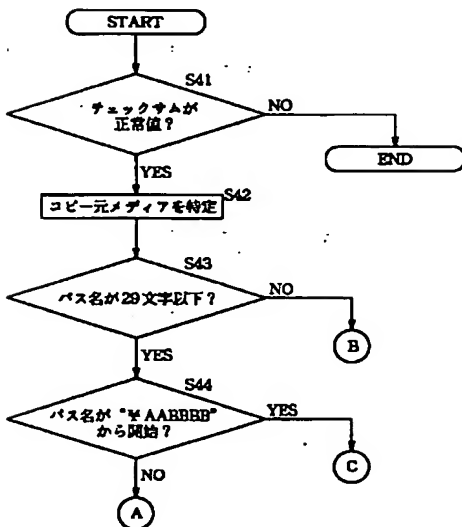 START
S41
チェックサムが
正常値？
NO
END
YES
S42
コピー元メディアを特定
S43
パス名が29文字以下？
NO
B
YES
S44
パス名が“￥AABBBB”
から開始？
YES
C
NO
A